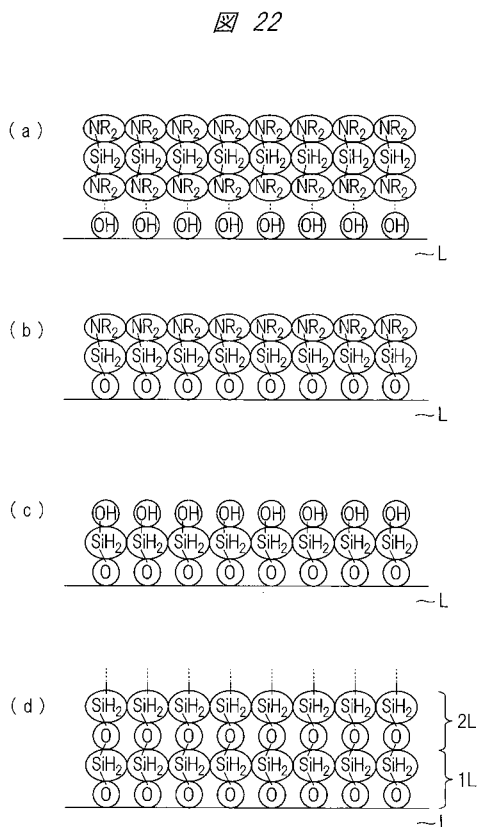 図 22
(a)
NR₂ NR₂ NR₂ NR₂ NR₂ NR₂ NR₂ NR₂
SiH₂ SiH₂ SiH₂ SiH₂ SiH₂ SiH₂ SiH₂ SiH₂
NR₂ NR₂ NR₂ NR₂ NR₂ NR₂ NR₂ NR₂
OH OH OH OH OH OH OH OH
L
(b)
NR₂ NR₂ NR₂ NR₂ NR₂ NR₂ NR₂ NR₂
SiH₂ SiH₂ SiH₂ SiH₂ SiH₂ SiH₂ SiH₂ SiH₂
O O O O O O O O
L
(c)
OH OH OH OH OH OH OH OH
SiH₂ SiH₂ SiH₂ SiH₂ SiH₂ SiH₂ SiH₂ SiH₂
O O O O O O O O
L
(d)
SiH₂ SiH₂ SiH₂ SiH₂ SiH₂ SiH₂ SiH₂ SiH₂
2L
O O O O O O O O
SiH₂ SiH₂ SiH₂ SiH₂ SiH₂ SiH₂ SiH₂ SiH₂
1L
O O O O O O O O
L